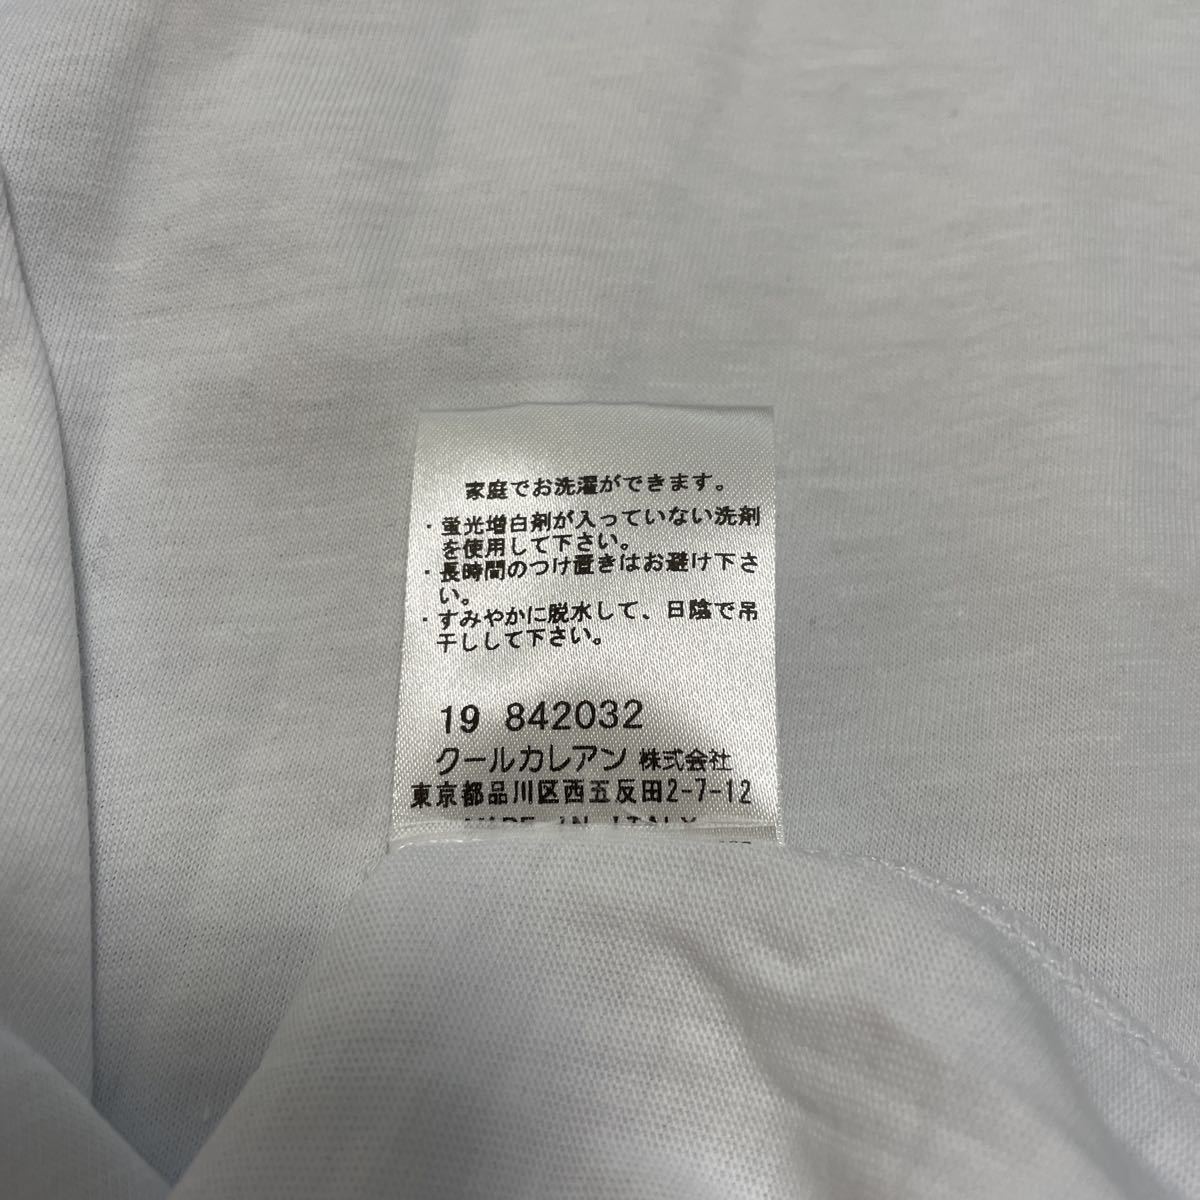 家庭でお洗濯ができます。
・蛍光増白剤が入っていない洗剤
を使用して下さい。
・長時間のつけ置きはお避け下さ
い。
・すみやかに脱水して、日陰で吊
干しして下さい。
19 842032
クールカレアン 株式会社
東京都品川区西五反田2-7-12
MADE IN ITALY